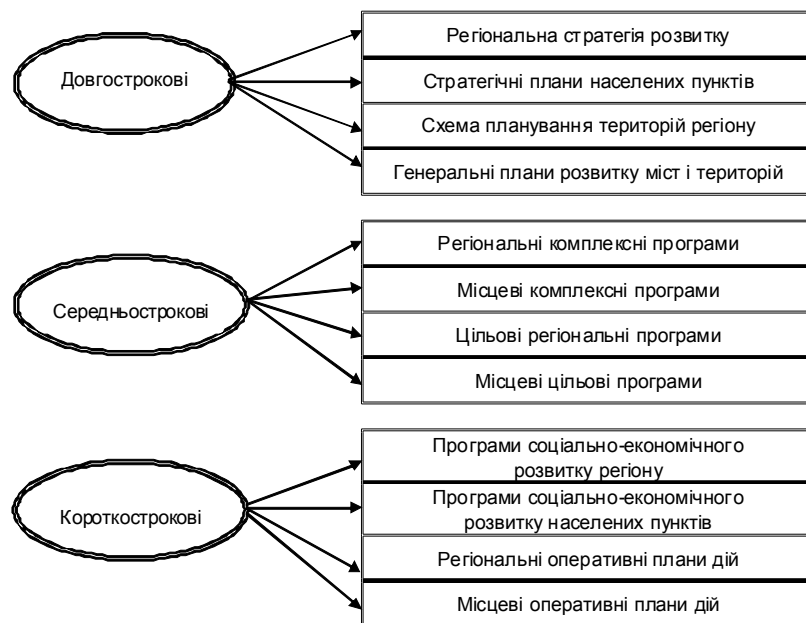 Довгострокові
Регіональна стратегія розвитку
Стратегічні плани населених пунктів
Схема планування територій регіону
Генеральні плани розвитку міст і територій
Середньострокові
Регіональні комплексні програми
Місцеві комплексні програми
Цільові регіональні програми
Місцеві цільові програми
Короткострокові
Програми соціально-економічного
розвитку регіону
Програми соціально-економічного
розвитку населених пунктів
Регіональні оперативні плани дій
Місцеві оперативні плани дій